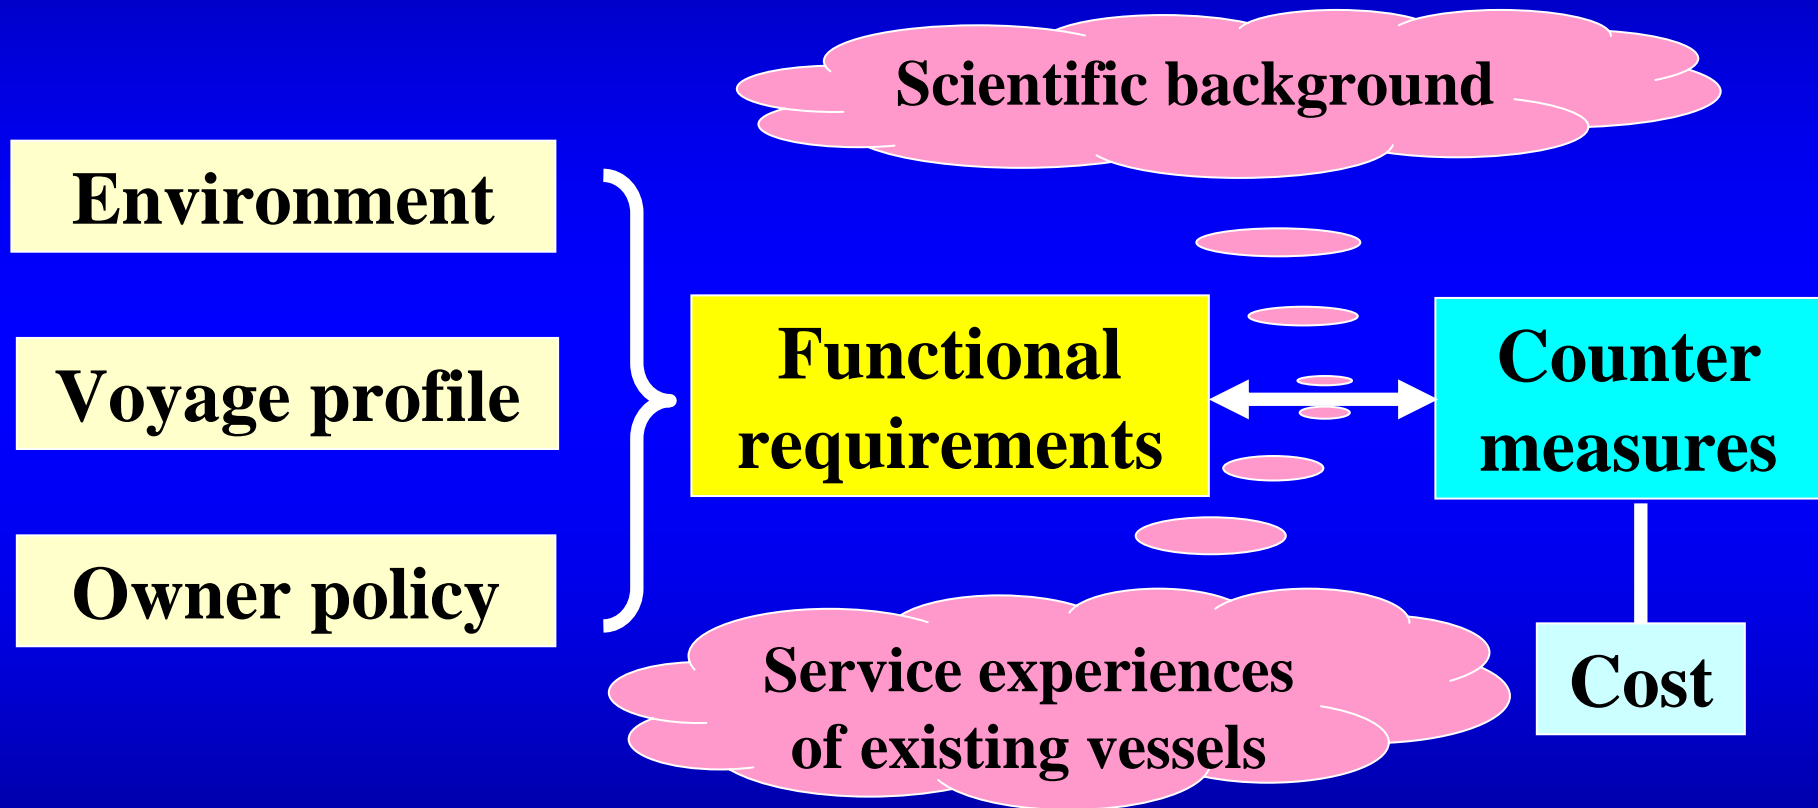 Scientific background
Environment
Voyage profile
Owner policy
Functional
requirements
Counter
measures
Service experiences
of existing vessels
Cost